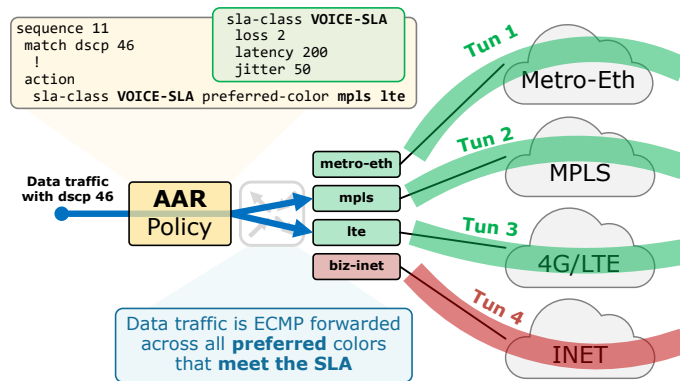 sequence 11
match dscp 46
!
action
sla-class VOICE-SLA preferred-color mpls lte
sla-class VOICE-SLA
loss 2
latency 200
jitter 50
Tun 1
Metro-Eth
Tun 2
MPLS
Tun 3
4G/LTE
Tun 4
INET
Data traffic
with dscp 46
AAR
Policy
metro-eth
mpls
lte
biz-inet
Data traffic is ECMP forwarded
across all preferred colors
that meet the SLA